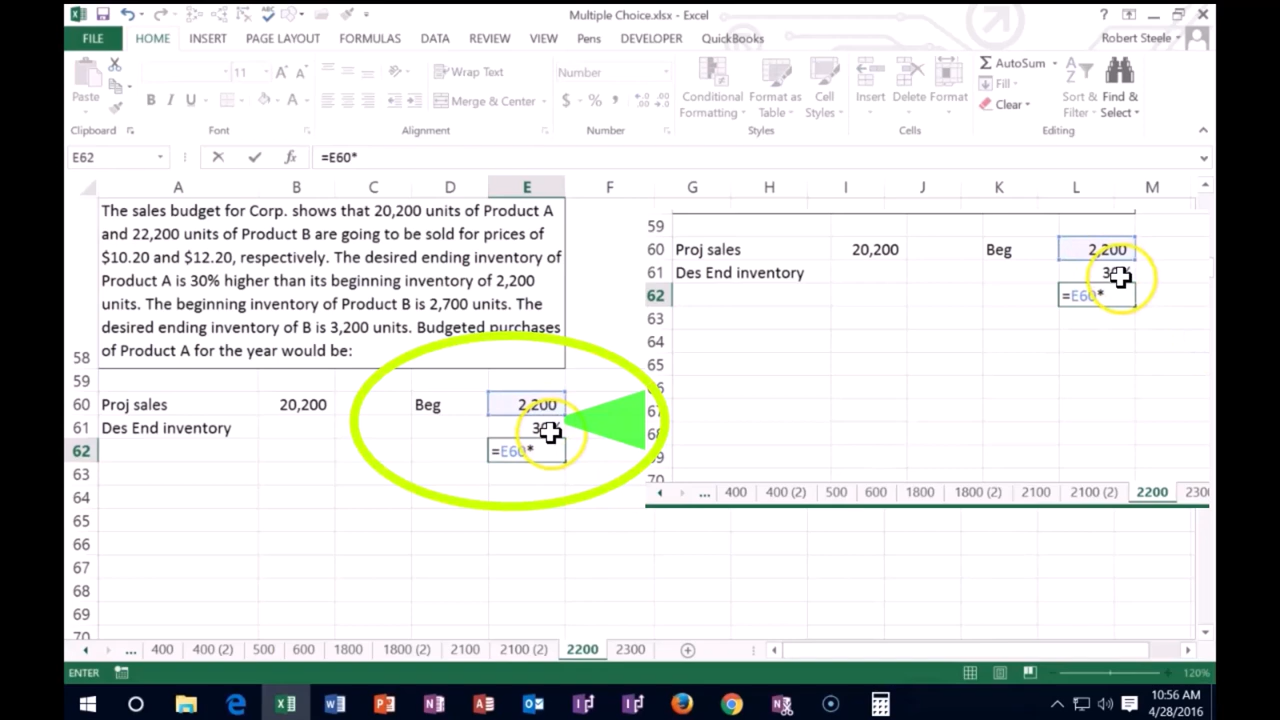 Multiple Choice.xlsx - Excel
FILE HOME INSERT PAGE LAYOUT FORMULAS DATA REVIEW VIEW Pens DEVELOPER QuickBooks Robert Steele
Paste
11
Wrap Text
Merge & Center
Number
Conditional Formatting
Format as Table
Cell Styles
Insert Delete Format
AutoSum
Fill
Clear
Sort & Filter
Find & Select
Clipboard Font Alignment Number Styles Cells Editing
E62 fx =E60*
A B C D E F G H I J K L M
The sales budget for Corp. shows that 20,200 units of Product A
and 22,200 units of Product B are going to be sold for prices of
$10.20 and $12.20, respectively. The desired ending inventory of
Product A is 30% higher than its beginning inventory of 2,200
units. The beginning inventory of Product B is 2,700 units. The
desired ending inventory of B is 3,200 units. Budgeted purchases
58 of Product A for the year would be:
59
60 Proj sales 20,200 Beg 2,200
61 Des End inventory
62 =E60*
63
64
65
66
67
68
69
70
59
60 Proj sales 20,200 Beg 2,200
61 Des End inventory
62 =E60*
63
64
65
66
67
68
69
70
... 400 400 (2) 500 600 1800 1800 (2) 2100 2100 (2) 2200 2300
... 400 400 (2) 500 600 1800 1800 (2) 2100 2100 (2) 2200 2300
ENTER 120%
10:56 AM
4/28/2016